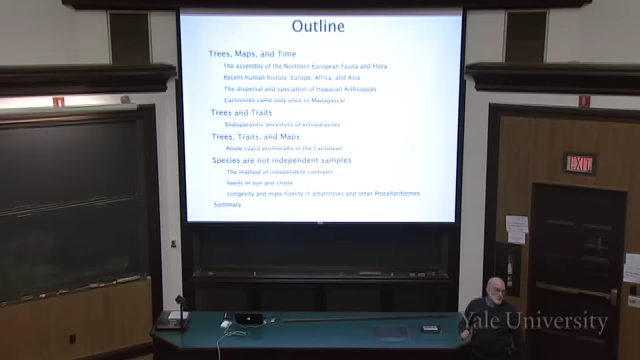 Outline
Trees, Maps, and Time
The assembly of the Northern European Fauna and Flora
Recent human history: Europe, Africa, and Asia
The dispersal and speciation of Hawaiian Arthropods
Carnivores came only once to Madagascar
Trees and Traits
Endoparasitic ancestors of ectoparasites
Trees, Traits, and Maps
Anole lizard ecomorphs in the Caribbean
Species are not independent samples
The method of independent contrasts
Seeds in sun and shade
Longevity and mate fidelity in albatrosses and other Procellariiformes
Summary
EXIT
Yale University